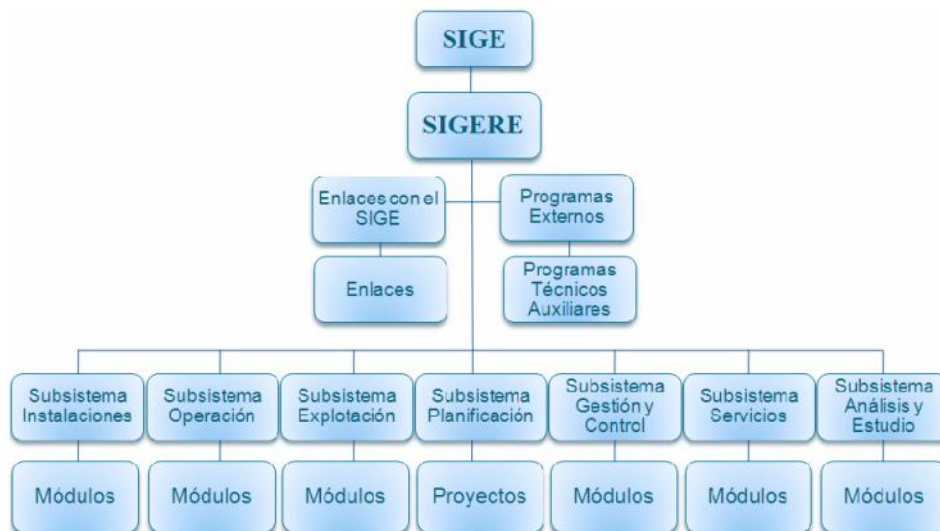 SIGE
SIGERE
Enlaces con el
SIGE
Programas
Externos
Enlaces
Programas
Técnicos
Auxiliares
Subsistema
Instalaciones
Subsistema
Operación
Subsistema
Explotación
Subsistema
Planificación
Subsistema
Gestión y
Control
Subsistema
Servicios
Subsistema
Análisis y
Estudio
Módulos
Módulos
Módulos
Proyectos
Módulos
Módulos
Módulos